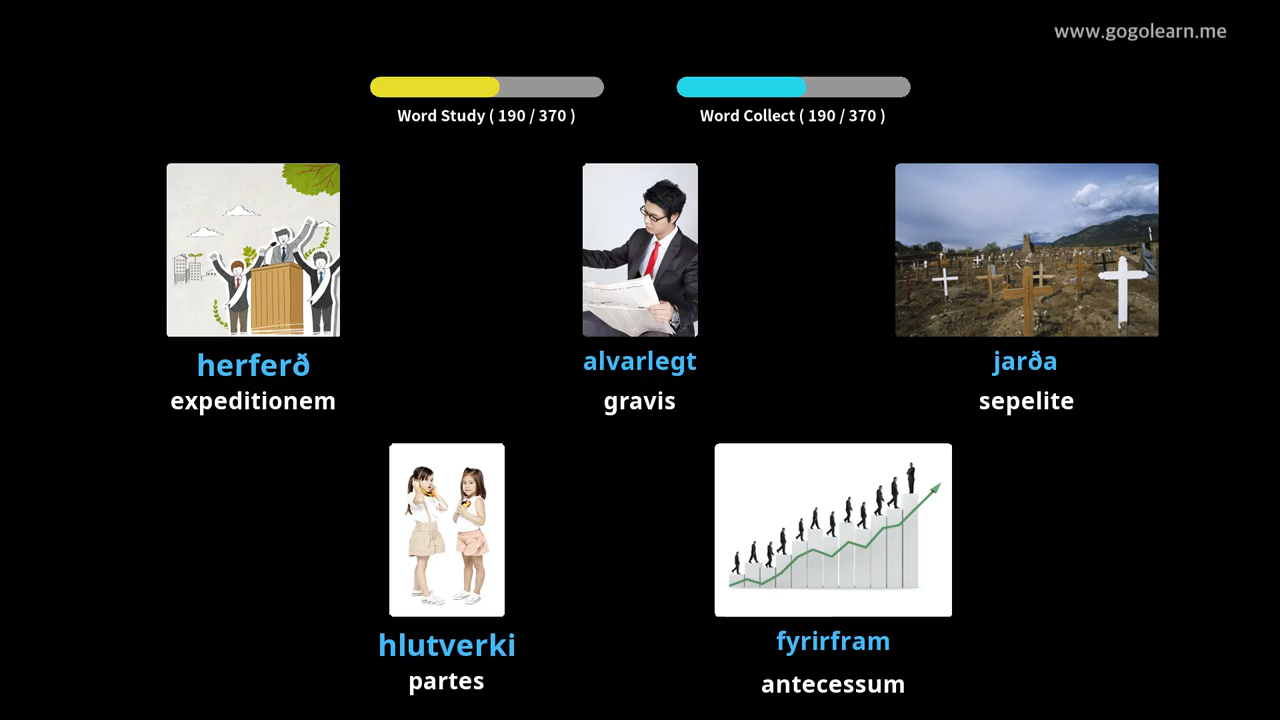 www.gogolearn.me
Word Study ( 190 / 370 )
Word Collect ( 190 / 370 )
herferð
expeditionem
alvarlegt
gravis
jarða
sepelite
hlutverki
partes
fyrirfram
antecessum